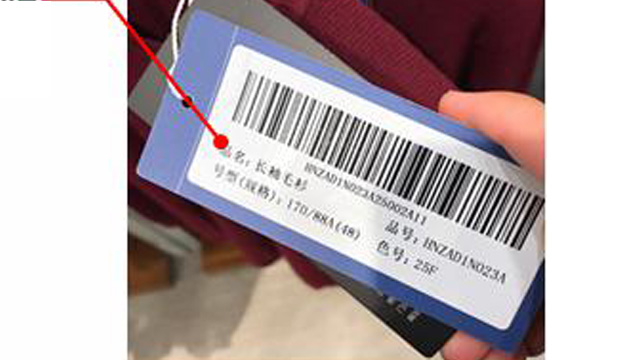 HNZAD1N023A25002A11
品名：长袖毛衫
品号：HNZAD1N023A
号型(规格)：170/88A(48)
色号：25F